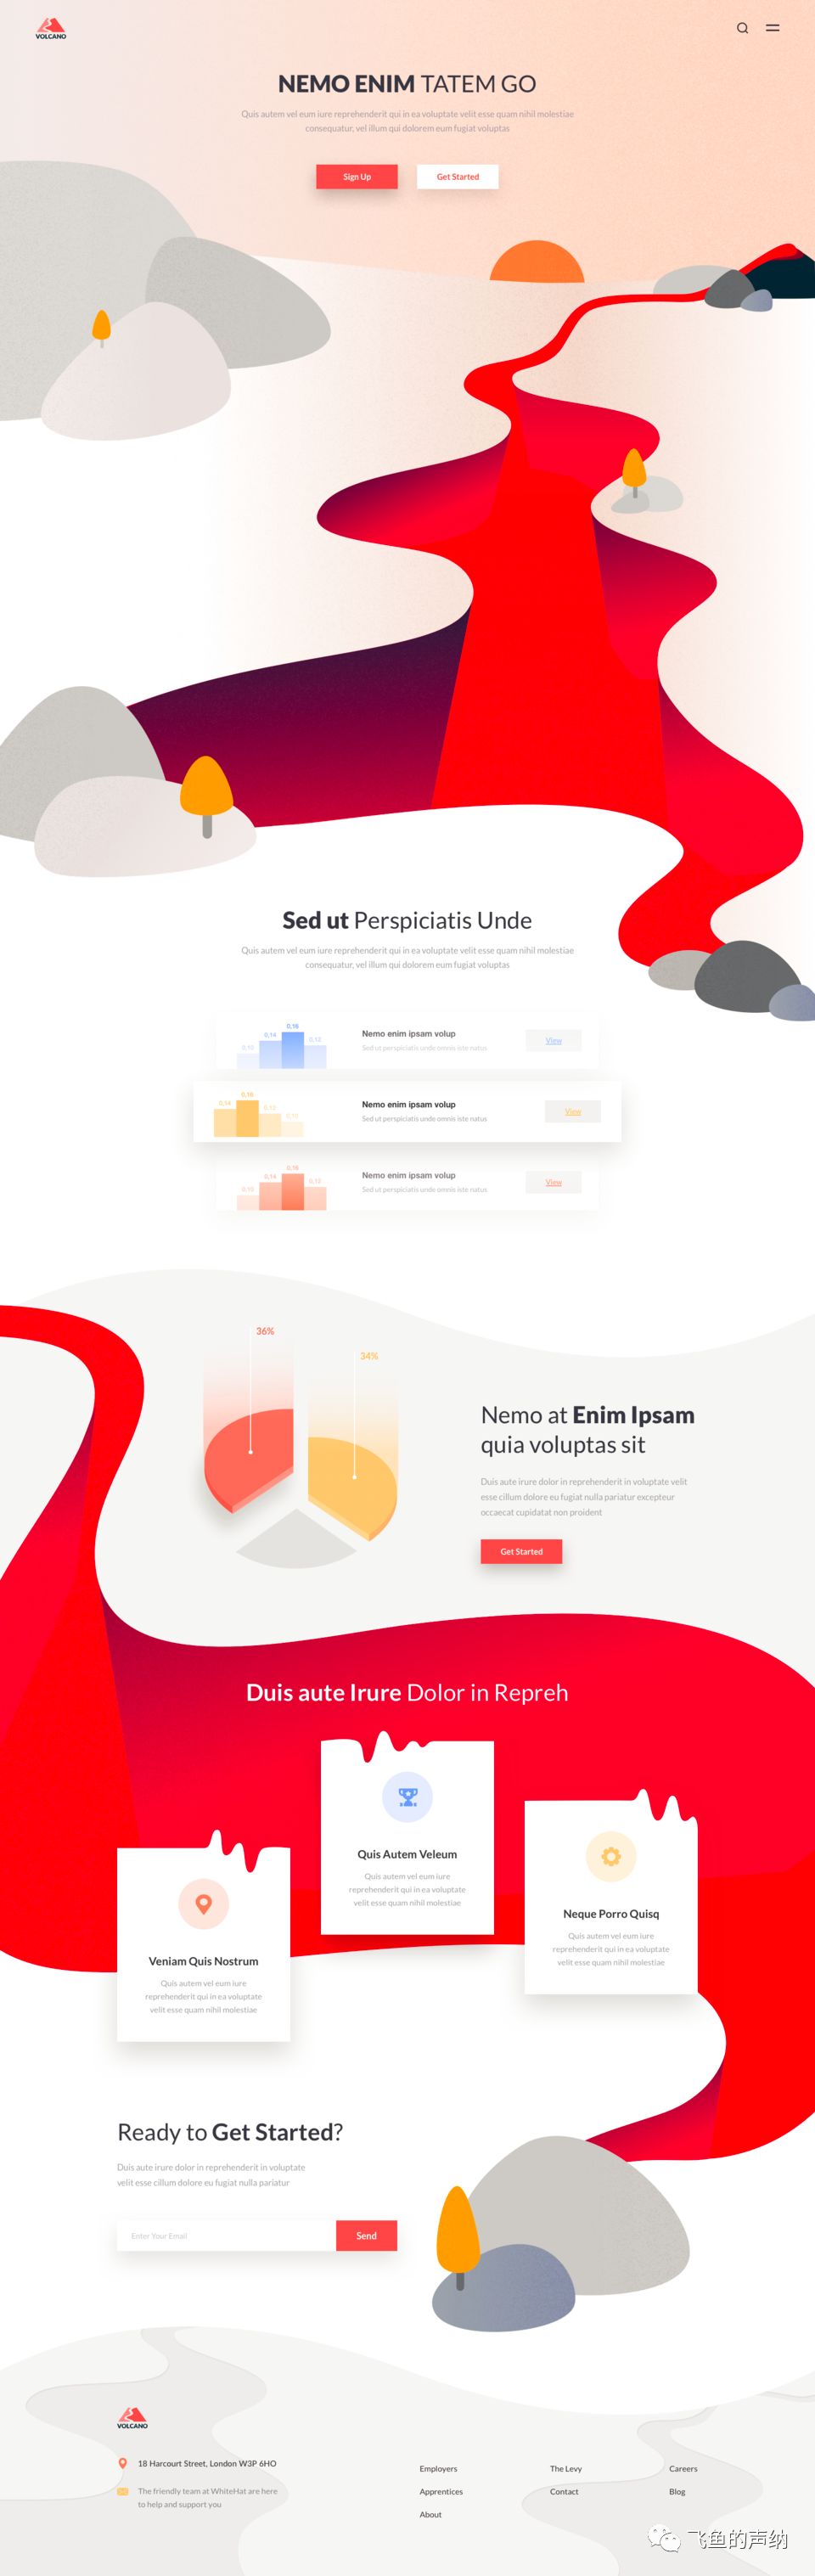 VOLCANO
NEMO ENIM TATEM GO
Quis autem vel eum iure reprehenderit qui in ea voluptate velit esse quam nihil molestiae
consequatur, vel illum qui dolorem eum fugiat voluptas
Sign Up
Get Started
Sed ut Perspiciatis Unde
Quis autem vel eum iure reprehenderit qui in ea voluptate velit esse quam nihil molestiae
consequatur, vel illum qui dolorem eum fugiat voluptas
0,10
0,14
0,18
0,13
Nemo enim ipsam volup
Sed ut perspiciatis unde omnis iste natus
View
0,14
0,18
0,13
0,10
Nemo enim ipsam volup
Sed ut perspiciatis unde omnis iste natus
View
0,10
0,14
0,18
0,13
Nemo enim ipsam volup
Sed ut perspiciatis unde omnis iste natus
View
36%
34%
Nemo at Enim Ipsam
quia voluptas sit
Duis aute irure dolor in reprehenderit in voluptate velit
esse cillum dolore eu fugiat nulla pariatur excepteur
occaecat cupidatat non proident
Get Started
Duis aute Irure Dolor in Repreh
Quis Autem Veleum
Quis autem vel eum iure
reprehenderit qui in ea voluptate
velit esse quam nihil molestiae
Neque Porro Quisq
Quis autem vel eum iure
reprehenderit qui in ea voluptate
velit esse quam nihil molestiae
Veniam Quis Nostrum
Quis autem vel eum iure
reprehenderit qui in ea voluptate
velit esse quam nihil molestiae
Ready to Get Started?
Duis aute irure dolor in reprehenderit in voluptate
velit esse cillum dolore eu fugiat nulla pariatur
Enter Your Email
Send
VOLCANO
18 Harcourt Street, London W3P 6HO
The friendly team at WhiteHat are here
to help and support you
Employers
The Levy
Careers
Apprentices
Contact
Blog
About
飞鱼的声纳